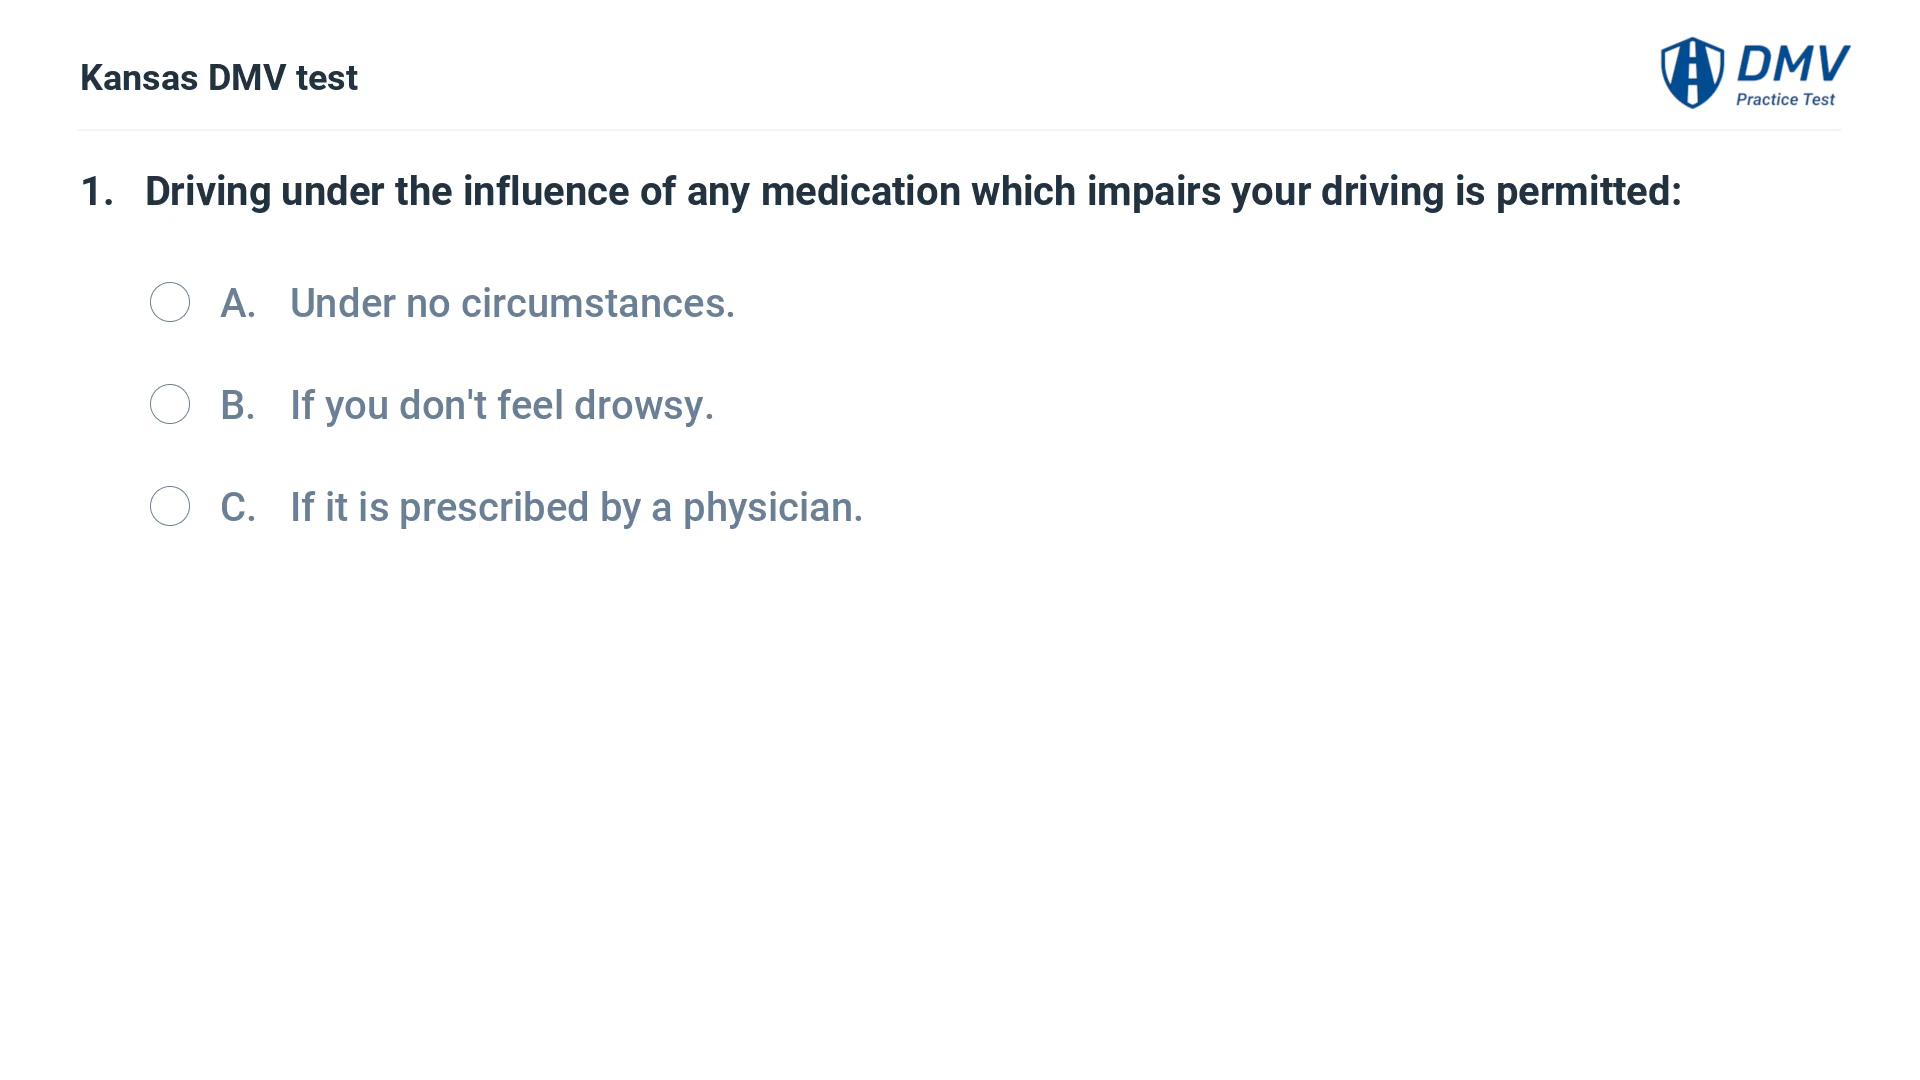 Kansas DMV test
DMV
Practice Test
1. Driving under the influence of any medication which impairs your driving is permitted:
A. Under no circumstances.
B. If you don't feel drowsy.
C. If it is prescribed by a physician.